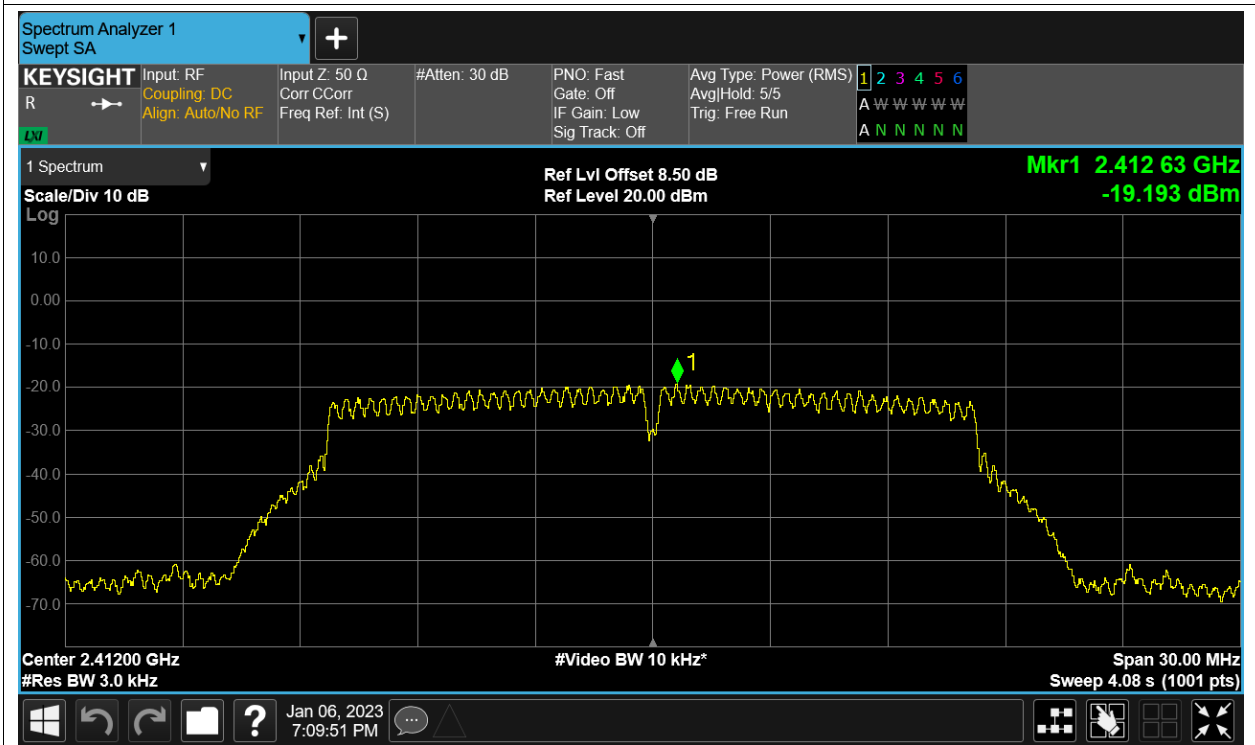 Spectrum Analyzer 1
Swept SA
+
KEYSIGHT
R
LXI
Input: RF
Coupling: DC
Align: Auto/No RF
Input Z: 50 Ω
Corr CCorr
Freq Ref: Int (S)
#Atten: 30 dB
PNO: Fast
Gate: Off
IF Gain: Low
Sig Track: Off
Avg Type: Power (RMS)
Avg|Hold: 5/5
Trig: Free Run
1 2 3 4 5 6
A W W W W W
A N N N N N
1 Spectrum
Scale/Div 10 dB
Log
Ref Lvl Offset 8.50 dB
Ref Level 20.00 dBm
Mkr1 2.412 63 GHz
-19.193 dBm
10.0
0.00
-10.0
1
-20.0
-30.0
-40.0
-50.0
-60.0
-70.0
Center 2.41200 GHz
#Res BW 3.0 kHz
#Video BW 10 kHz*
Span 30.00 MHz
Sweep 4.08 s (1001 pts)
?
Jan 06, 2023
7:09:51 PM